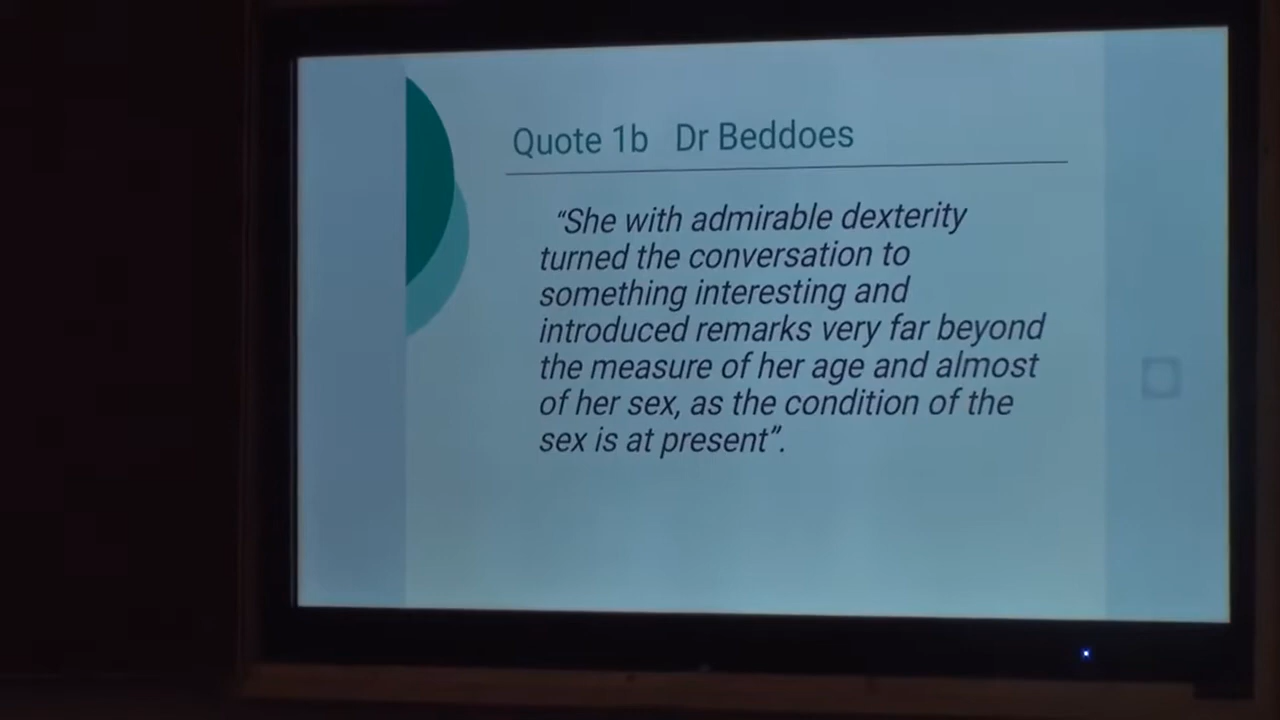 Quote 1b Dr Beddoes
“She with admirable dexterity
turned the conversation to
something interesting and
introduced remarks very far beyond
the measure of her age and almost
of her sex, as the condition of the
sex is at present”.